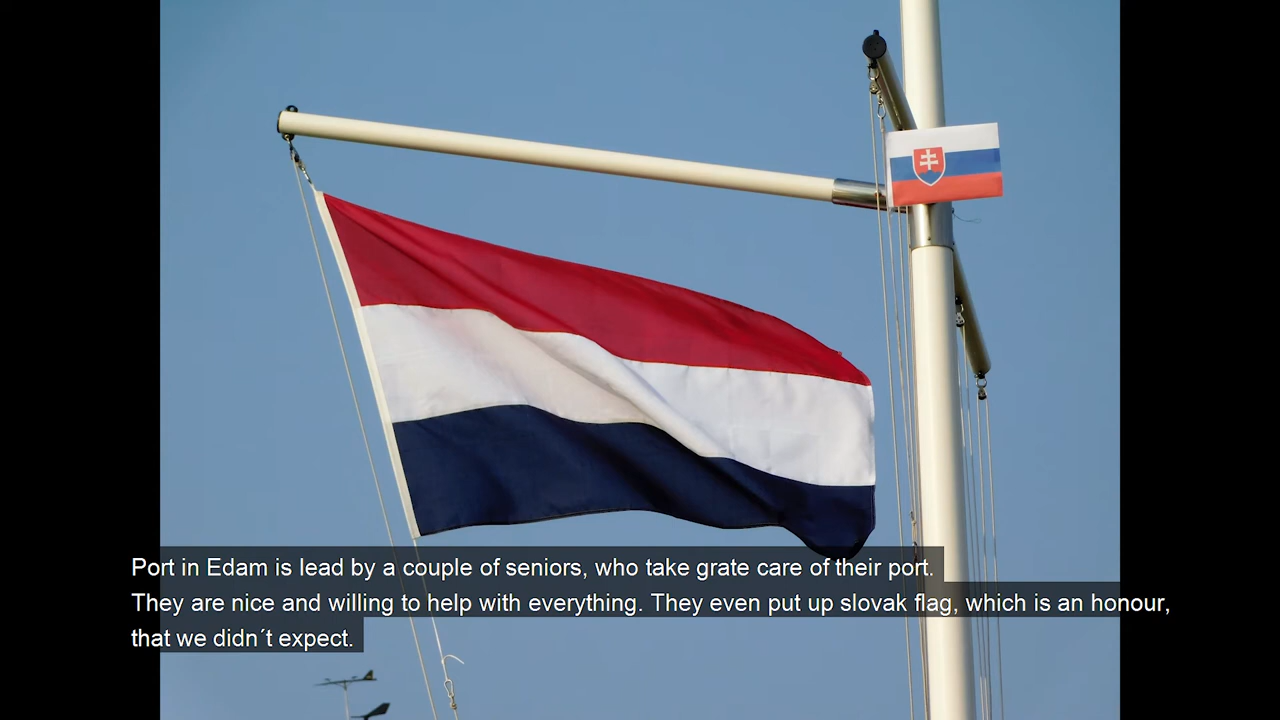 Port in Edam is lead by a couple of seniors, who take grate care of their port.
They are nice and willing to help with everything. They even put up slovak flag, which is an honour,
that we didn´t expect.